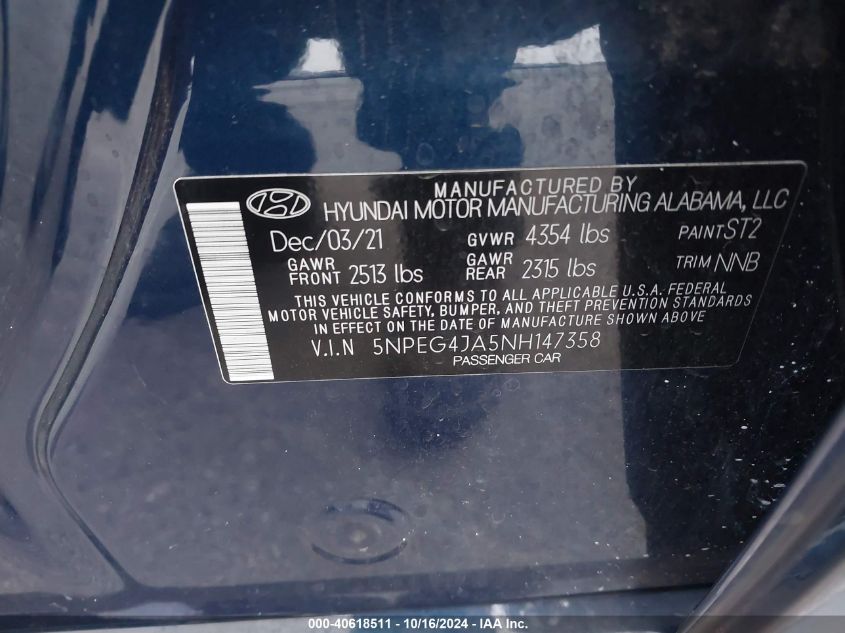 MANUFACTURED BY
HYUNDAI MOTOR MANUFACTURING ALABAMA, LLC
Dec/03/21 GVWR 4354 lbs PAINT ST2
GAWR FRONT 2513 lbs GAWR REAR 2315 lbs TRIM NNB
THIS VEHICLE CONFORMS TO ALL APPLICABLE U.S.A. FEDERAL
MOTOR VEHICLE SAFETY, BUMPER, AND THEFT PREVENTION STANDARDS
IN EFFECT ON THE DATE OF MANUFACTURE SHOWN ABOVE
V.I.N 5NPEG4JA5NH147358
PASSENGER CAR
000-40618511 - 10/16/2024 - IAA Inc.